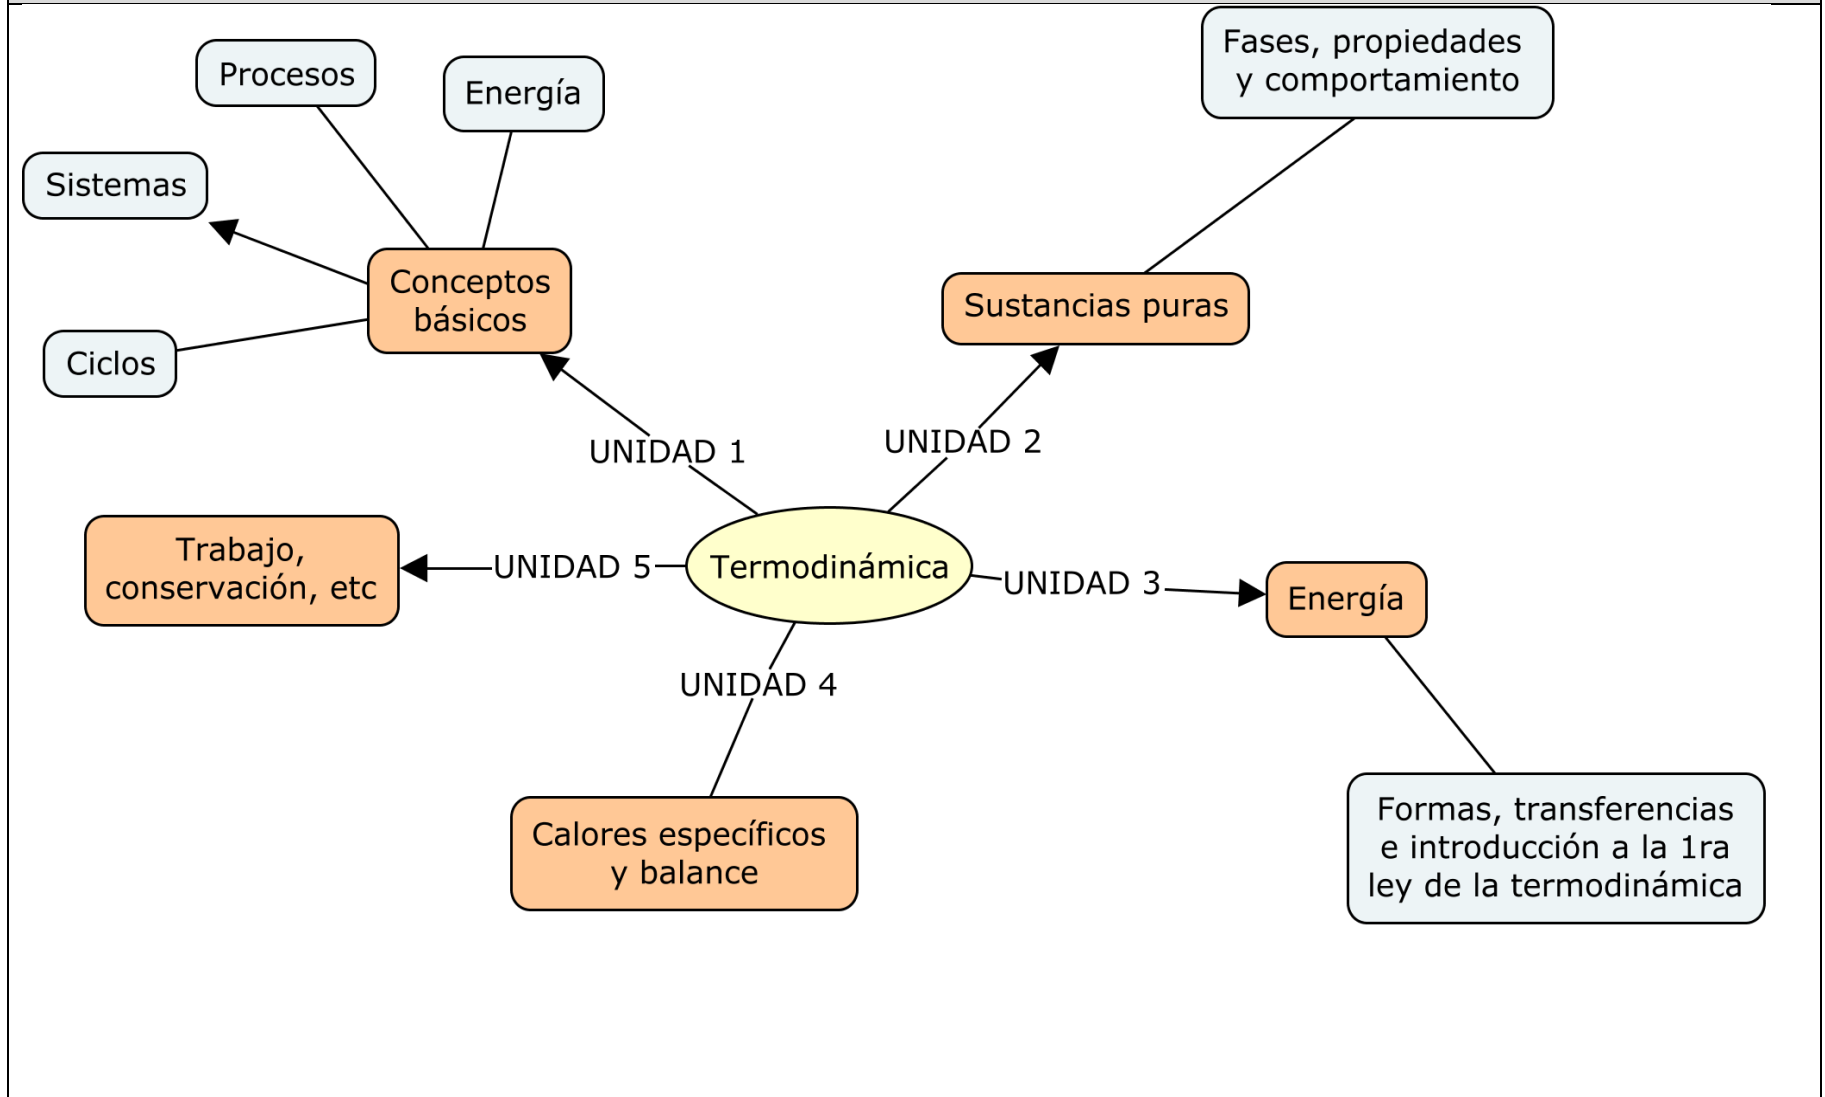 Procesos
Energía
Sistemas
Ciclos
Conceptos
básicos
Fases, propiedades
y comportamiento
Sustancias puras
UNIDAD 1
UNIDAD 2
Trabajo,
conservación, etc
UNIDAD 5
Termodinámica
UNIDAD 3
Energía
UNIDAD 4
Calores específicos
y balance
Formas, transferencias
e introducción a la 1ra
ley de la termodinámica